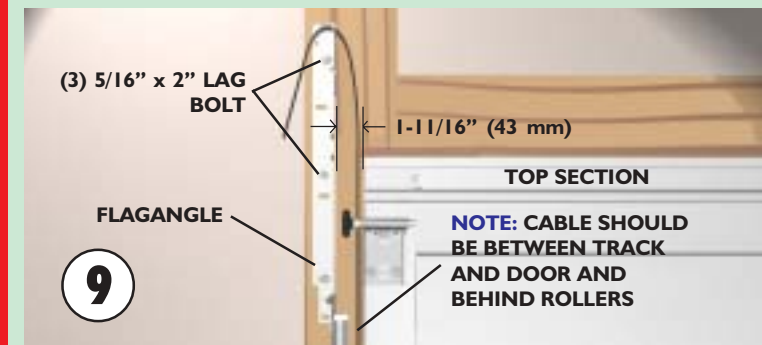 (3) 5/16” x 2” LAG
BOLT
1-11/16” (43 mm)
TOP SECTION
FLAGANGLE
NOTE: CABLE SHOULD
BE BETWEEN TRACK
AND DOOR AND
BEHIND ROLLERS
9